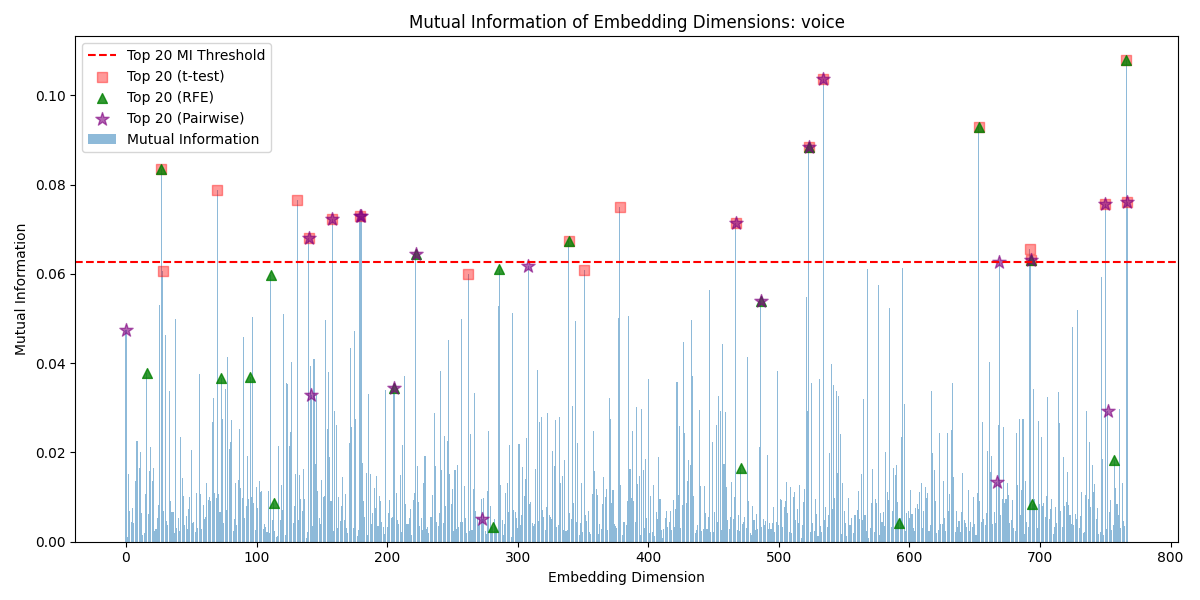 Mutual Information of Embedding Dimensions: voice
Top 20 MI Threshold
Top 20 (t-test)
Top 20 (RFE)
Top 20 (Pairwise)
Mutual Information
Mutual Information
0.10
0.08
0.06
0.04
0.02
0.00
0 100 200 300 400 500 600 700 800
Embedding Dimension